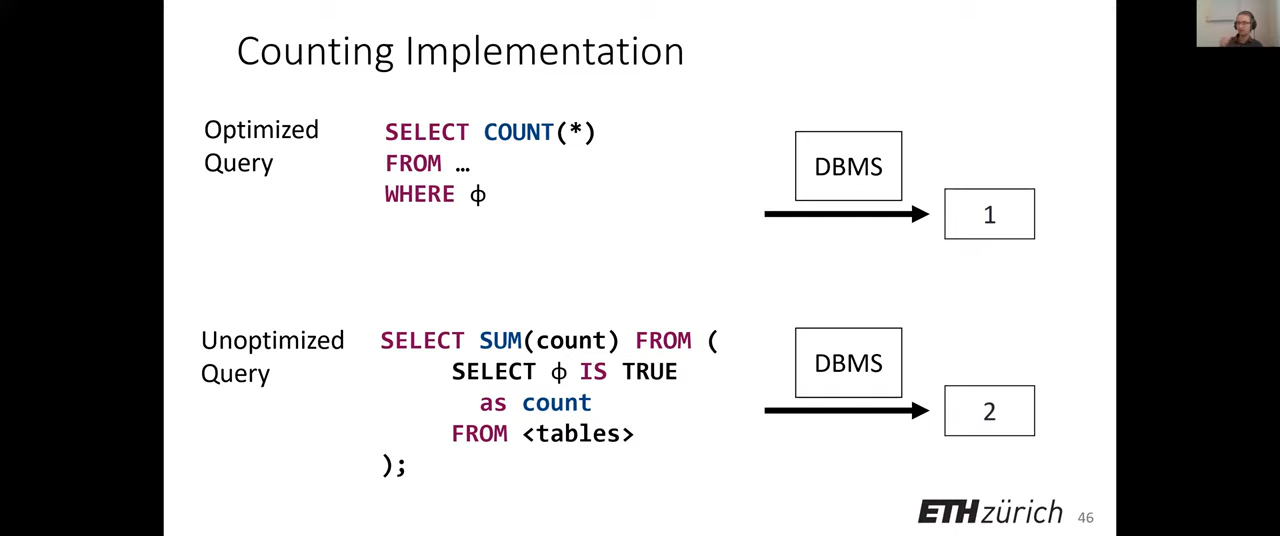 Counting Implementation
Optimized
Query
SELECT COUNT(*)
FROM …
WHERE ϕ
DBMS
1
Unoptimized
Query
SELECT SUM(count) FROM (
SELECT ϕ IS TRUE
as count
FROM <tables>
);
DBMS
2
ETH zürich
46